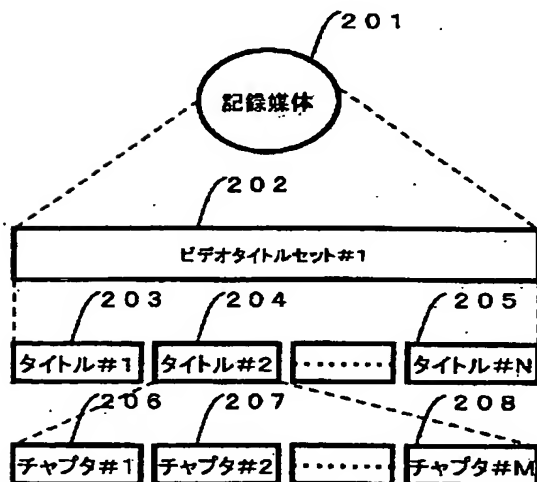 201
記録媒体
202
ビデオタイトルセット#1
203 204 205
タイトル#1 タイトル#2 ‥‥‥‥ タイトル#N
206 207 208
チャプタ#1 チャプタ#2 ‥‥‥‥ チャプタ#M